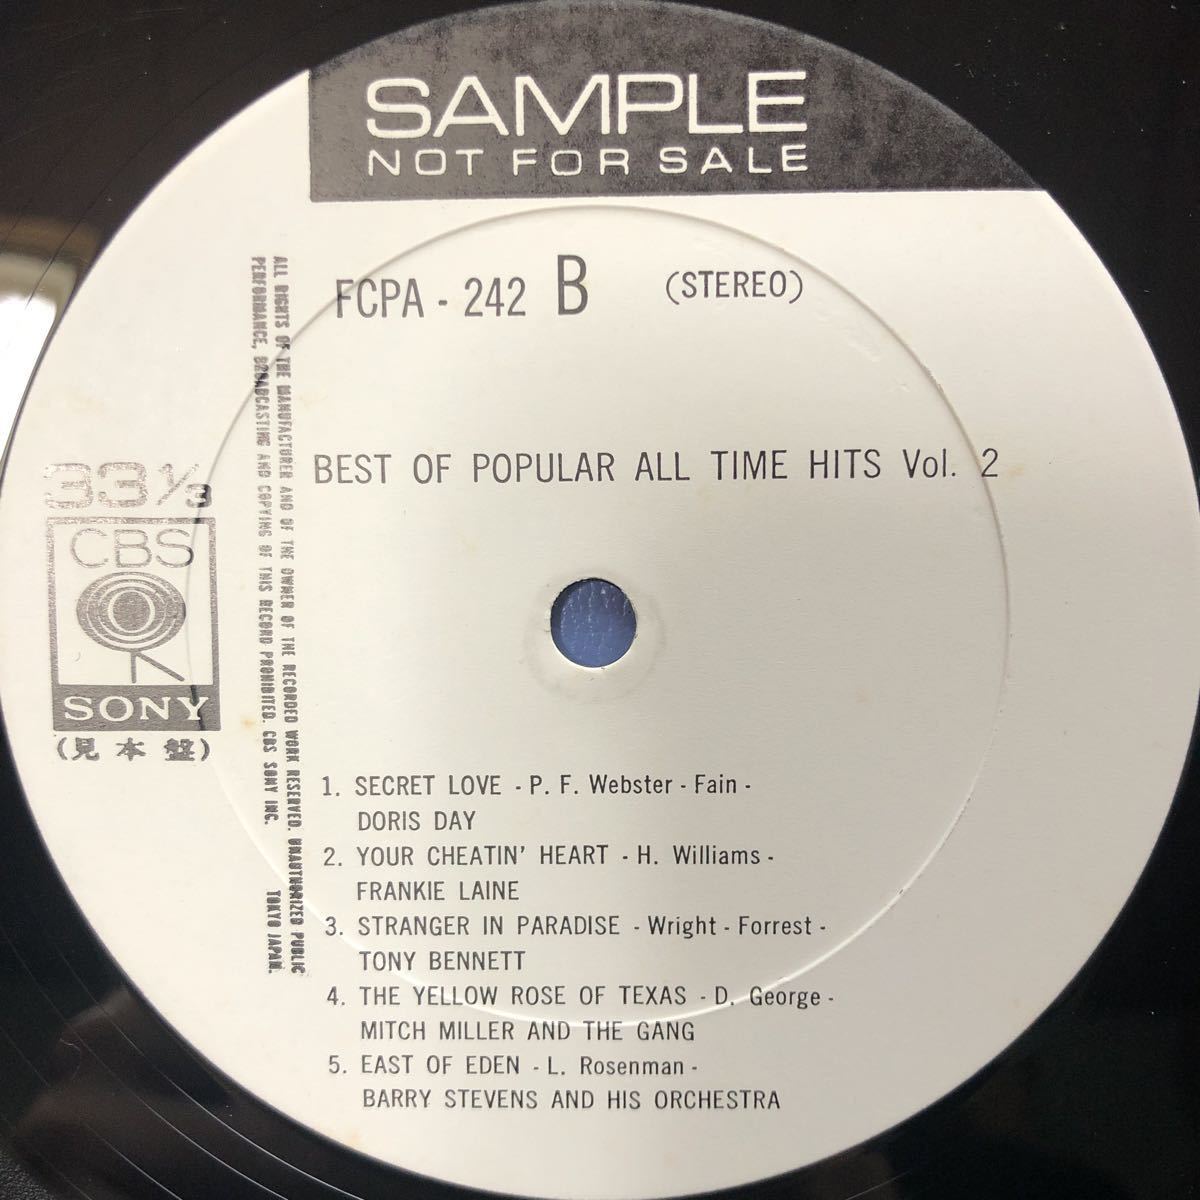 SAMPLE
NOT FOR SALE
FCPA - 242 B (STEREO)
BEST OF POPULAR ALL TIME HITS Vol. 2
33 1/3
CBS
SONY
(見本盤)
ALL RIGHTS OF THE MANUFACTURER AND OF THE OWNER OF THE RECORDED WORK RESERVED. UNAUTHORIZED PUBLIC
PERFORMANCE, BROADCASTING AND COPYING OF THIS RECORD PROHIBITED. CBS SONY INC. TOKYO JAPAN.
1. SECRET LOVE - P. F. Webster - Fain -
DORIS DAY
2. YOUR CHEATIN' HEART - H. Williams -
FRANKIE LAINE
3. STRANGER IN PARADISE - Wright - Forrest -
TONY BENNETT
4. THE YELLOW ROSE OF TEXAS - D. George -
MITCH MILLER AND THE GANG
5. EAST OF EDEN - L. Rosenman -
BARRY STEVENS AND HIS ORCHESTRA